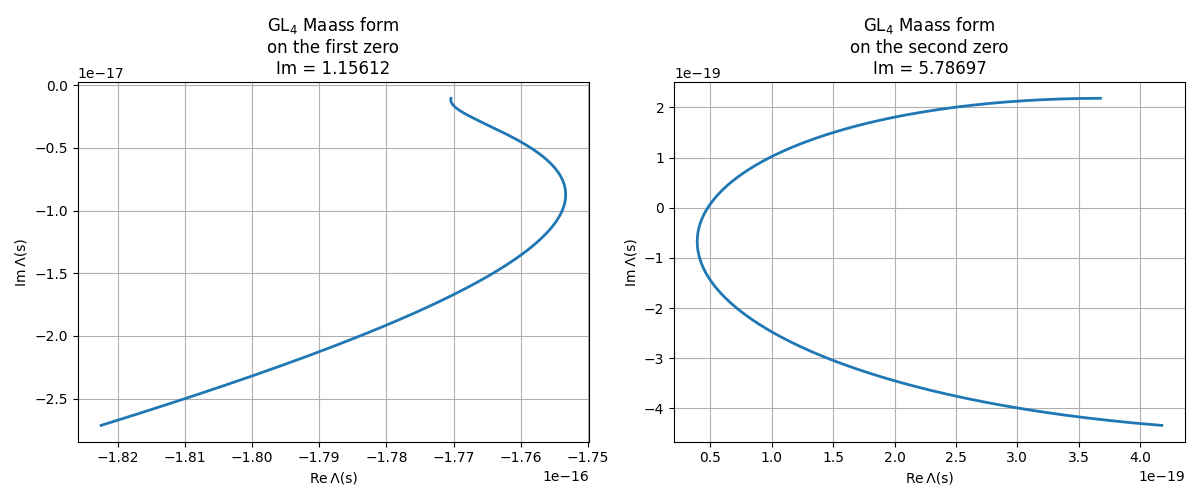 GL₄ Maass form
on the first zero
Im = 1.15612
1e−17
0.0
−0.5
−1.0
−1.5
−2.0
−2.5
Im Λ(s)
−1.82
−1.81
−1.80
−1.79
−1.78
−1.77
−1.76
−1.75
Re Λ(s)
1e−16
GL₄ Maass form
on the second zero
Im = 5.78697
1e−19
2
1
0
−1
−2
−3
−4
Im Λ(s)
0.5
1.0
1.5
2.0
2.5
3.0
3.5
4.0
Re Λ(s)
1e−19